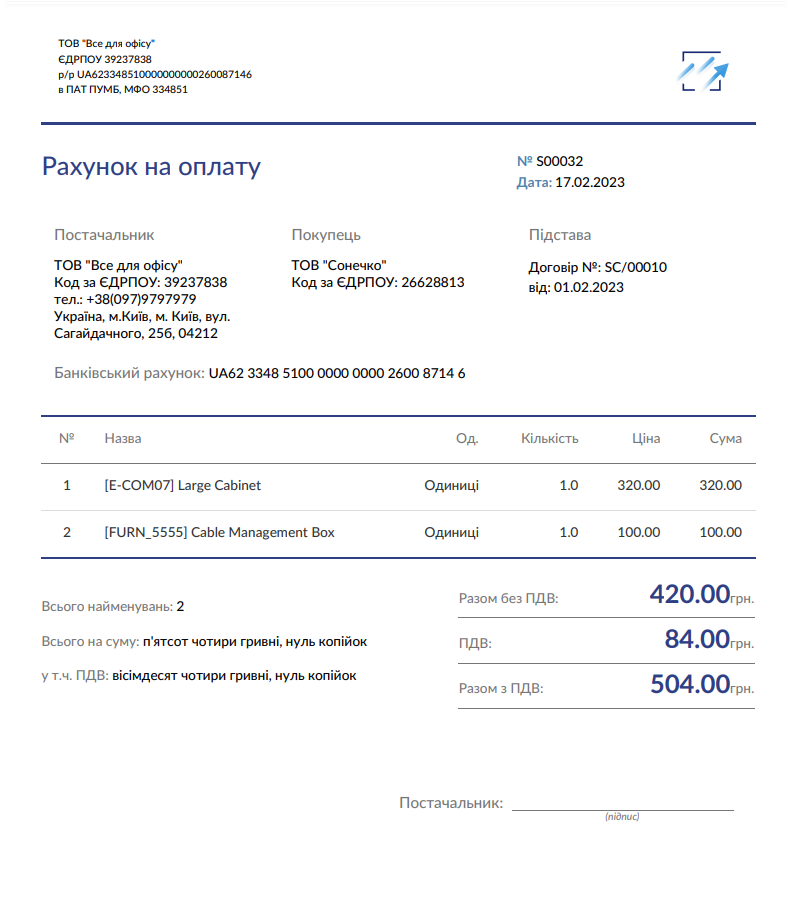 ТОВ "Все для офісу"
ЄДРПОУ 39237838
р/р UA623348510000000000260087146
в ПАТ ПУМБ, МФО 334851
Рахунок на оплату
№ S00032
Дата: 17.02.2023
Постачальник
ТОВ "Все для офісу"
Код за ЄДРПОУ: 39237838
тел.: +38(097)9797979
Україна, м.Київ, м. Київ, вул.
Сагайдачного, 25б, 04212
Покупець
ТОВ "Сонечко"
Код за ЄДРПОУ: 26628813
Підстава
Договір №: SC/00010
від: 01.02.2023
Банківський рахунок: UA62 3348 5100 0000 0000 2600 8714 6
№ Назва Од. Кількість Ціна Сума
1 [E-COM07] Large Cabinet Одиниці 1.0 320.00 320.00
2 [FURN_5555] Cable Management Box Одиниці 1.0 100.00 100.00
Всього найменувань: 2
Всього на суму: п'ятсот чотири гривні, нуль копійок
у т.ч. ПДВ: вісімдесят чотири гривні, нуль копійок
Разом без ПДВ: 420.00грн.
ПДВ: 84.00грн.
Разом з ПДВ: 504.00грн.
Постачальник:
(підпис)